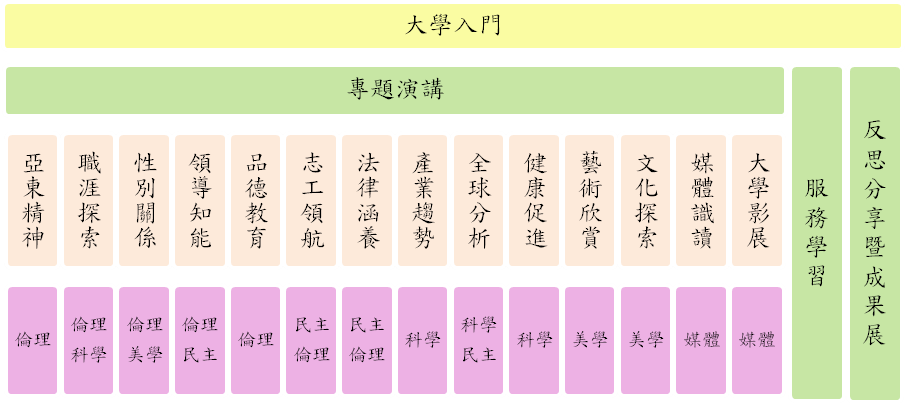 大學入門
專題演講
亞東精神
職涯探索
性別關係
領導知能
品德教育
志工領航
法律涵養
產業趨勢
全球分析
健康促進
藝術欣賞
文化探索
媒體識讀
大學影展
倫理
倫理
科學
倫理
美學
倫理
民主
倫理
民主
倫理
民主
倫理
科學
科學
民主
科學
美學
美學
媒體
媒體
服務學習
反思分享暨成果展